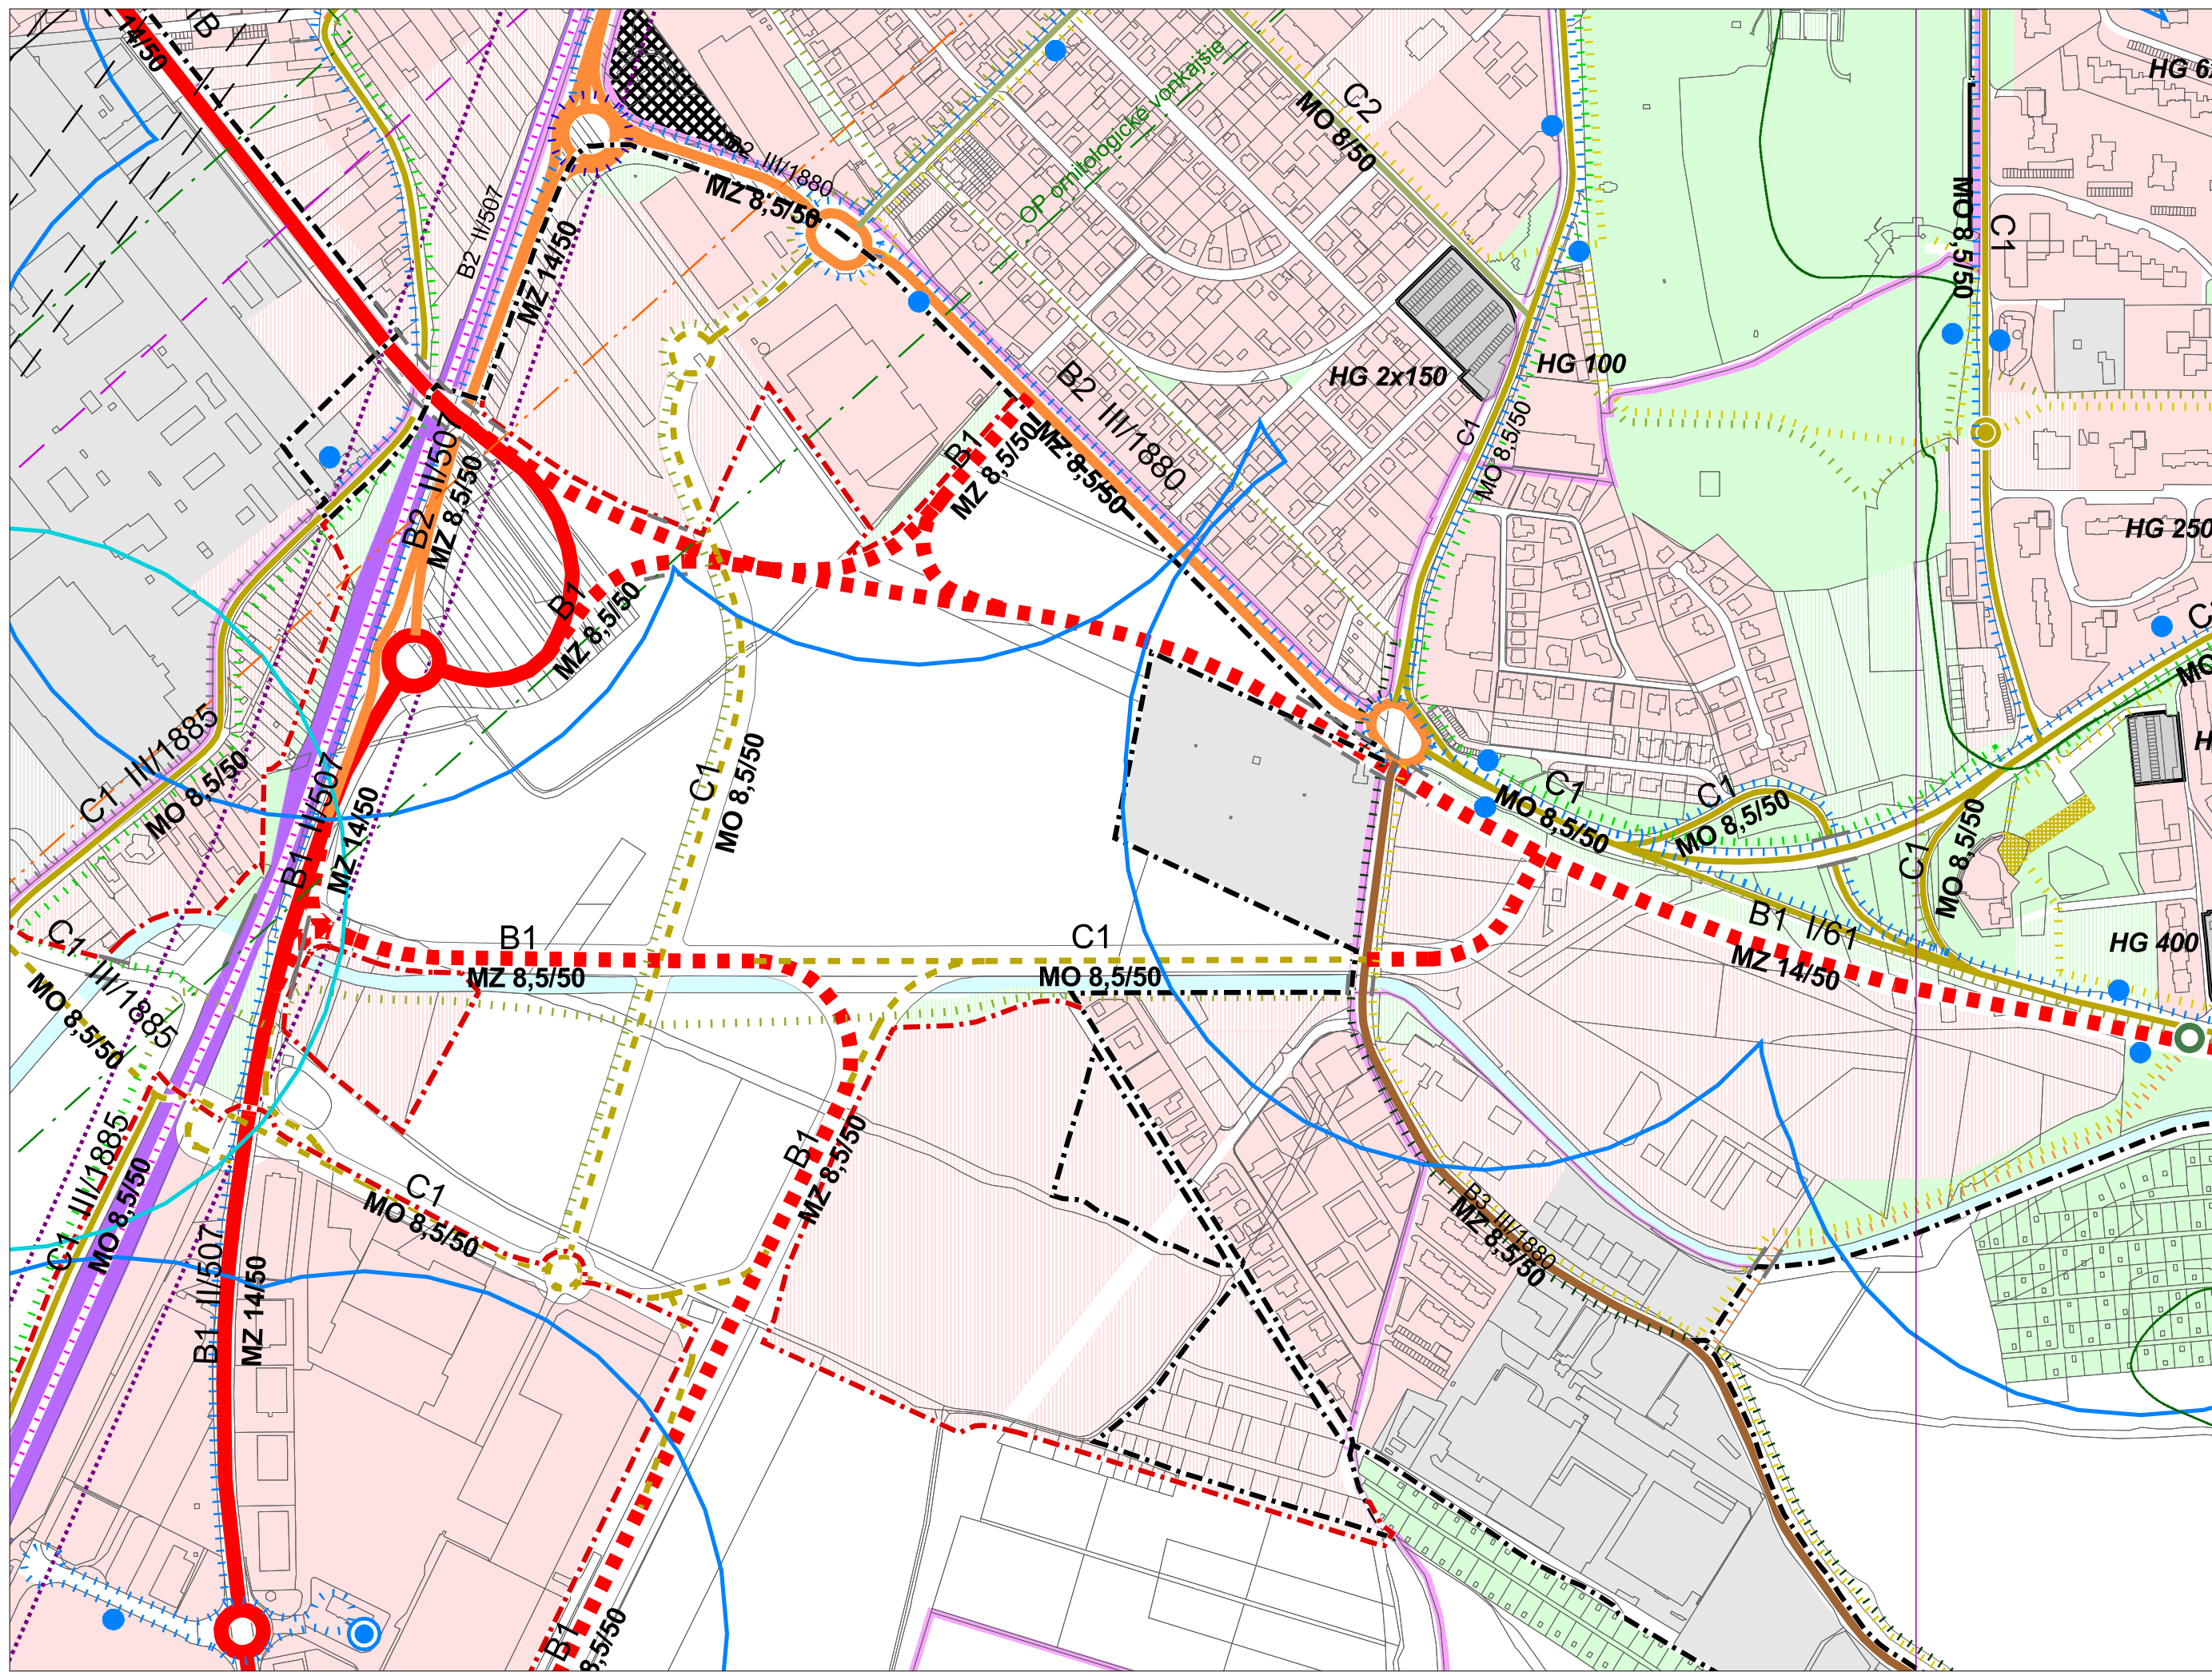 14/50
B
B2 II/507
MZ 14/50
B2 III/1880
MZ 8,5/50
OP ornitologické vonkajšie
C2
MO 8/50
MO 8,5/50
C1
HG 6
HG 2x150
HG 100
B2 III/1880
MZ 8,5/50
B1
MZ 8,5/50
C1
MO 8,5/50
HG 250
B2 II/507
MZ 8,5/50
B1
MZ 8,5/50
C1 III/1885
MO 8,5/50
B1 II/507
MZ 14/50
C1
MO 8,5/50
C1
MO 8,5/50
C1
MO 8,5/50
C1
MO 8,5/50
B1 I/61
MZ 14/50
HG 400
C1 III/1885
MO 8,5/50
B1
MZ 8,5/50
C1
MO 8,5/50
C1 III/1885
MO 8,5/50
C1
MO 8,5/50
B1
MZ 8,5/50
B3 III/1880
MZ 8,5/50
B1 II/507
MZ 14/50
B1
8,5/50